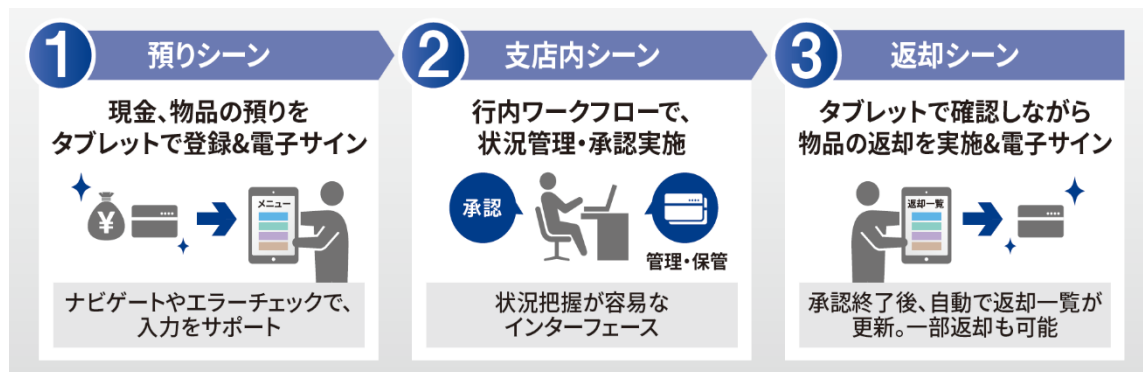 1 預りシーン
現金、物品の預りを
タブレットで登録&電子サイン
¥
メニュー
ナビゲートやエラーチェックで、
入力をサポート
2 支店内シーン
行内ワークフローで、
状況管理・承認実施
承認
管理・保管
状況把握が容易な
インターフェース
3 返却シーン
タブレットで確認しながら
物品の返却を実施&電子サイン
返却一覧
承認終了後、自動で返却一覧が
更新。一部返却も可能